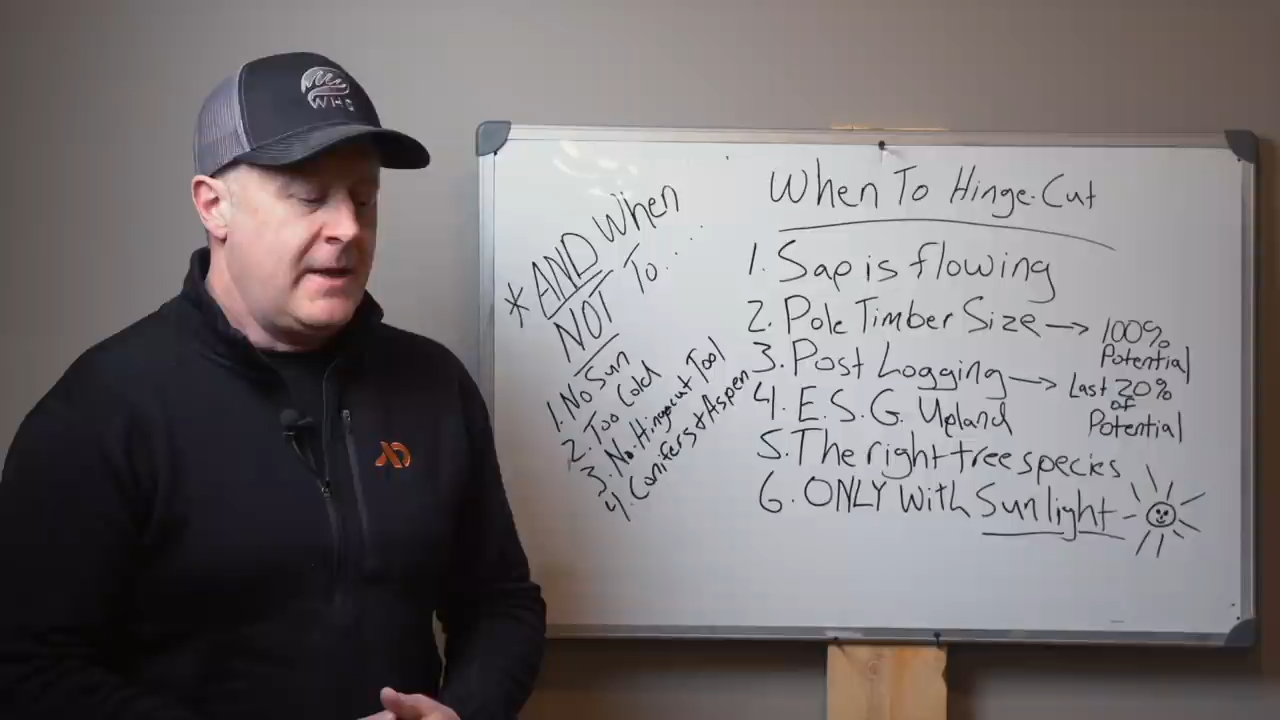 WHS
When To Hinge-Cut
1. Sap is flowing
2. Pole Timber Size → 100% Potential
3. Post Logging → Last 20% of Potential
4. E.S.G. Upland
5. The right tree species
6. ONLY With Sunlight
* AND When
NOT To...
1. No Sun
2. Too Cold
3. No Hingecut Tool
4. Conifers + Aspen